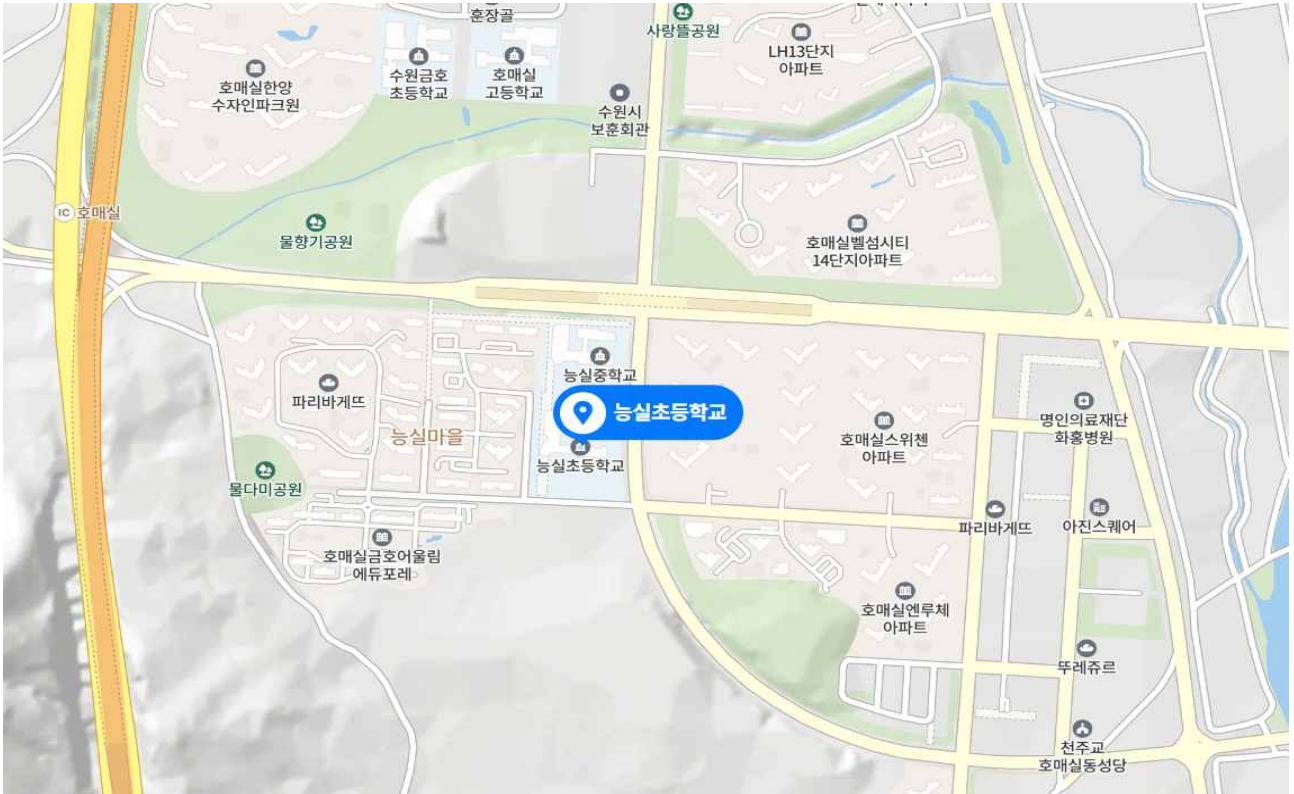 훈장골
사랑뜰공원
LH13단지
아파트
호매실한양
수자인파크원
수원금호
초등학교
호매실
고등학교
수원시
보훈회관
IC 호매실
물향기공원
호매실벨섬시티
14단지아파트
능실중학교
파리바게뜨
능실초등학교
능실마을
호매실스위첸
아파트
명인의료재단
화홍병원
능실초등학교
물다미공원
파리바게뜨
아진스퀘어
호매실금호어울림
에듀포레
호매실엔루체
아파트
뚜레쥬르
천주교
호매실동성당